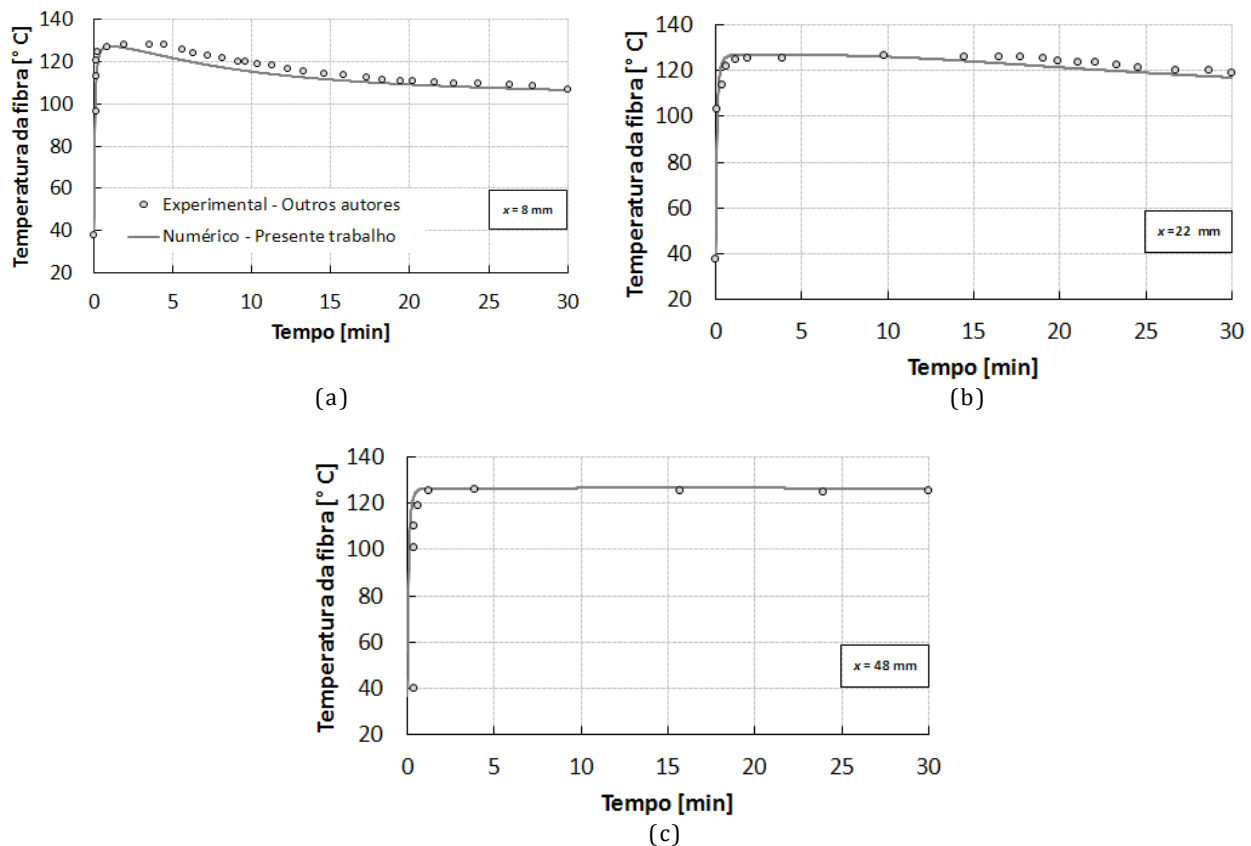 Temperatura da fibra [° C]
140
120
100
80
60
40
20
Experimental - Outros autores
Numérico - Presente trabalho
x = 8 mm
0 5 10 15 20 25 30
Tempo [min]
(a)
Temperatura da fibra [° C]
140
120
100
80
60
40
20
x =22 mm
0 5 10 15 20 25 30
Tempo [min]
(b)
Temperatura da fibra [° C]
140
120
100
80
60
40
20
x = 48 mm
0 5 10 15 20 25 30
Tempo [min]
(c)